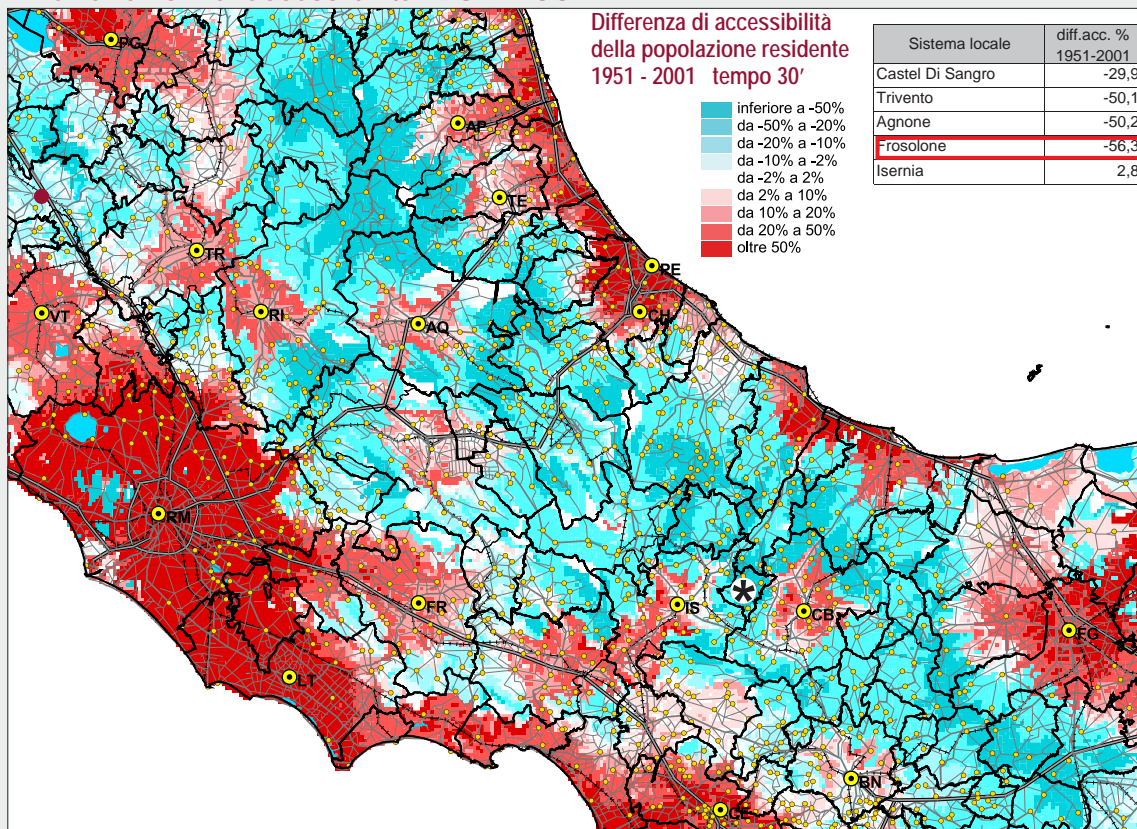 Differenza di accessibilità
della popolazione residente
1951 - 2001 tempo 30'
inferiore a -50%
da -50% a -20%
da -20% a -10%
da -10% a -2%
da -2% a 2%
da 2% a 10%
da 10% a 20%
da 20% a 50%
oltre 50%
Sistema locale diff.acc. % 1951-2001
Castel Di Sangro -29,9
Trivento -50,1
Agnone -50,2
Frosolone -56,3
Isernia 2,8
PG
AP
TE
TR
PE
VT
RI
AQ
CH
RM
FR
IS
*
CB
FG
LT
BN
CE